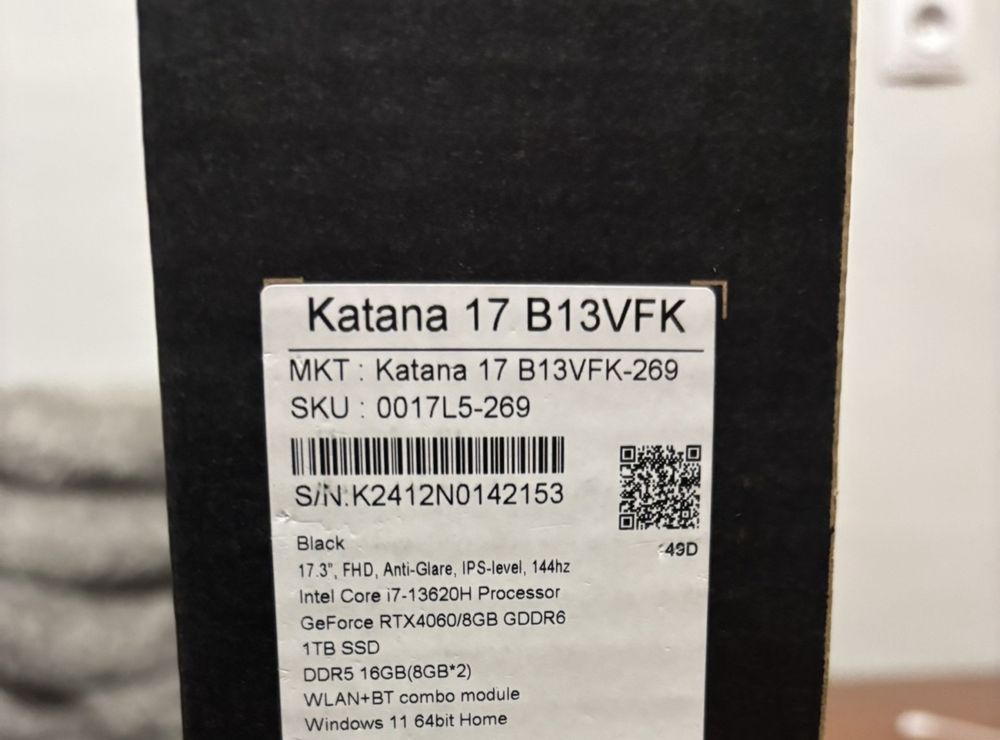 Katana 17 B13VFK
MKT : Katana 17 B13VFK-269
SKU : 0017L5-269
S/N:K2412N0142153
49D
Black
17.3", FHD, Anti-Glare, IPS-level, 144hz
Intel Core i7-13620H Processor
GeForce RTX4060/8GB GDDR6
1TB SSD
DDR5 16GB(8GB*2)
WLAN+BT combo module
Windows 11 64bit Home